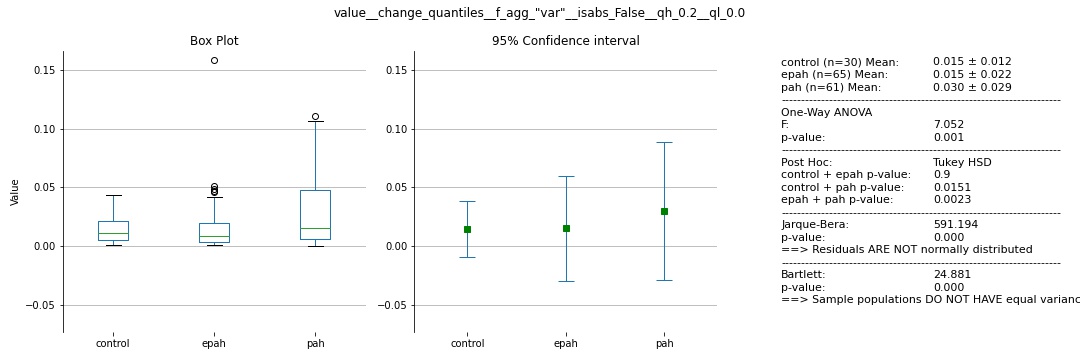 value__change_quantiles__f_agg_"var"__isabs_False__qh_0.2__ql_0.0
Box Plot
Value
0.15
0.10
0.05
0.00
−0.05
control epah pah
95% Confidence interval
0.15
0.10
0.05
0.00
−0.05
control epah pah
control (n=30) Mean: 0.015 ± 0.012
epah (n=65) Mean: 0.015 ± 0.022
pah (n=61) Mean: 0.030 ± 0.029
One-Way ANOVA
F: 7.052
p-value: 0.001
Post Hoc: Tukey HSD
control + epah p-value: 0.9
control + pah p-value: 0.0151
epah + pah p-value: 0.0023
Jarque-Bera: 591.194
p-value: 0.000
==> Residuals ARE NOT normally distributed
Bartlett: 24.881
p-value: 0.000
==> Sample populations DO NOT HAVE equal varianc